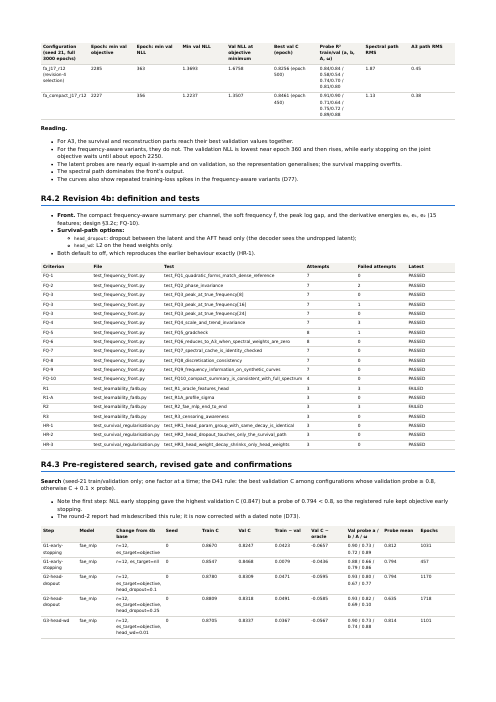 Configuration (seed 21, full 3000 epochs) | Epoch: min val objective | Epoch: min val NLL | Min val NLL | Val NLL at objective minimum | Best val C (epoch) | Probe R² train/val (a, b, A, ω) | Spectral path RMS | A3 path RMS
fa_j17_r12 (revision-4 selection) | 2285 | 363 | 1.3693 | 1.6758 | 0.8256 (epoch 500) | 0.84/0.84 / 0.58/0.54 / 0.74/0.70 / 0.81/0.80 | 1.87 | 0.45
fa_compact_j17_r12 | 2227 | 356 | 1.2237 | 1.3507 | 0.8461 (epoch 450) | 0.91/0.90 / 0.71/0.64 / 0.75/0.72 / 0.89/0.88 | 1.13 | 0.38
Reading.
• For A3, the survival and reconstruction parts reach their best validation values together.
• For the frequency-aware variants, they do not. The validation NLL is lowest near epoch 360 and then rises, while early stopping on the joint
objective waits until about epoch 2250.
• The latent probes are nearly equal in-sample and on validation, so the representation generalises; the survival mapping overfits.
• The spectral path dominates the front's output.
• The curves also show repeated training-loss spikes in the frequency-aware variants (D77).
R4.2 Revision 4b: definition and tests
• Front. The compact frequency-aware summary: per channel, the soft frequency f̂, the peak log gap, and the derivative energies e₀, e₁, e₂ (15
features; design §3.2c; FQ-10).
• Survival-path options:
head_dropout: dropout between the latent and the AFT head only (the decoder sees the undropped latent);
head_wd: L2 on the head weights only.
• Both default to off, which reproduces the earlier behaviour exactly (HR-1).
Criterion | File | Test | Attempts | Failed attempts | Latest
FQ-1 | test_frequency_front.py | test_FQ1_quadratic_forms_match_dense_reference | 7 | 0 | PASSED
FQ-2 | test_frequency_front.py | test_FQ2_phase_invariance | 7 | 2 | PASSED
FQ-3 | test_frequency_front.py | test_FQ3_peak_at_true_frequency[8] | 7 | 0 | PASSED
FQ-3 | test_frequency_front.py | test_FQ3_peak_at_true_frequency[16] | 7 | 1 | PASSED
FQ-3 | test_frequency_front.py | test_FQ3_peak_at_true_frequency[24] | 7 | 0 | PASSED
FQ-4 | test_frequency_front.py | test_FQ4_scale_and_trend_invariance | 7 | 3 | PASSED
FQ-5 | test_frequency_front.py | test_FQ5_gradcheck | 8 | 1 | PASSED
FQ-6 | test_frequency_front.py | test_FQ6_reduces_to_A3_when_spectral_weights_are_zero | 8 | 0 | PASSED
FQ-7 | test_frequency_front.py | test_FQ7_spectral_cache_is_identity_checked | 7 | 0 | PASSED
FQ-8 | test_frequency_front.py | test_FQ8_discretisation_consistency | 7 | 0 | PASSED
FQ-9 | test_frequency_front.py | test_FQ9_frequency_information_on_synthetic_curves | 7 | 0 | PASSED
FQ-10 | test_frequency_front.py | test_FQ10_compact_summary_is_consistent_with_full_spectrum | 4 | 0 | PASSED
R1 | test_learnability_fa4b.py | test_R1_oracle_features_head | 3 | 3 | FAILED
R1-A | test_learnability_fa4b.py | test_R1A_profile_sigma | 3 | 0 | PASSED
R2 | test_learnability_fa4b.py | test_R2_fae_mlp_end_to_end | 3 | 3 | FAILED
R3 | test_learnability_fa4b.py | test_R3_censoring_awareness | 3 | 0 | PASSED
HR-1 | test_survival_regularisation.py | test_HR1_head_param_group_with_same_decay_is_identical | 3 | 0 | PASSED
HR-2 | test_survival_regularisation.py | test_HR2_head_dropout_touches_only_the_survival_path | 3 | 0 | PASSED
HR-3 | test_survival_regularisation.py | test_HR3_head_weight_decay_shrinks_only_head_weights | 3 | 0 | PASSED
R4.3 Pre-registered search, revised gate and confirmations
Search (seed-21 train/validation only; one factor at a time; the D41 rule: the best validation C among configurations whose validation probe ≥ 0.8,
otherwise C + 0.1 × probe).
• Note the first step: NLL early stopping gave the highest validation C (0.847) but a probe of 0.794 < 0.8, so the registered rule kept objective early
stopping.
• The round-2 report had misdescribed this rule; it is now corrected with a dated note (D73).
Step | Model | Change from 4b base | Seed | Train C | Val C | Train − val | Val C − oracle | Val probe a / b / A / ω | Probe mean | Epochs
G1-early-stopping | fae_mlp | r=12, es_target=objective | 0 | 0.8670 | 0.8247 | 0.0423 | -0.0657 | 0.90 / 0.73 / 0.72 / 0.89 | 0.812 | 1031
G1-early-stopping | fae_mlp | r=12, es_target=nll | 0 | 0.8547 | 0.8468 | 0.0079 | -0.0436 | 0.88 / 0.66 / 0.79 / 0.86 | 0.794 | 457
G2-head-dropout | fae_mlp | r=12, es_target=objective, head_dropout=0.1 | 0 | 0.8780 | 0.8309 | 0.0471 | -0.0595 | 0.93 / 0.80 / 0.67 / 0.77 | 0.794 | 1170
G2-head-dropout | fae_mlp | r=12, es_target=objective, head_dropout=0.25 | 0 | 0.8809 | 0.8318 | 0.0491 | -0.0585 | 0.93 / 0.82 / 0.69 / 0.10 | 0.635 | 1718
G3-head-wd | fae_mlp | r=12, es_target=objective, head_wd=0.01 | 0 | 0.8705 | 0.8337 | 0.0367 | -0.0567 | 0.90 / 0.73 / 0.74 / 0.88 | 0.814 | 1101